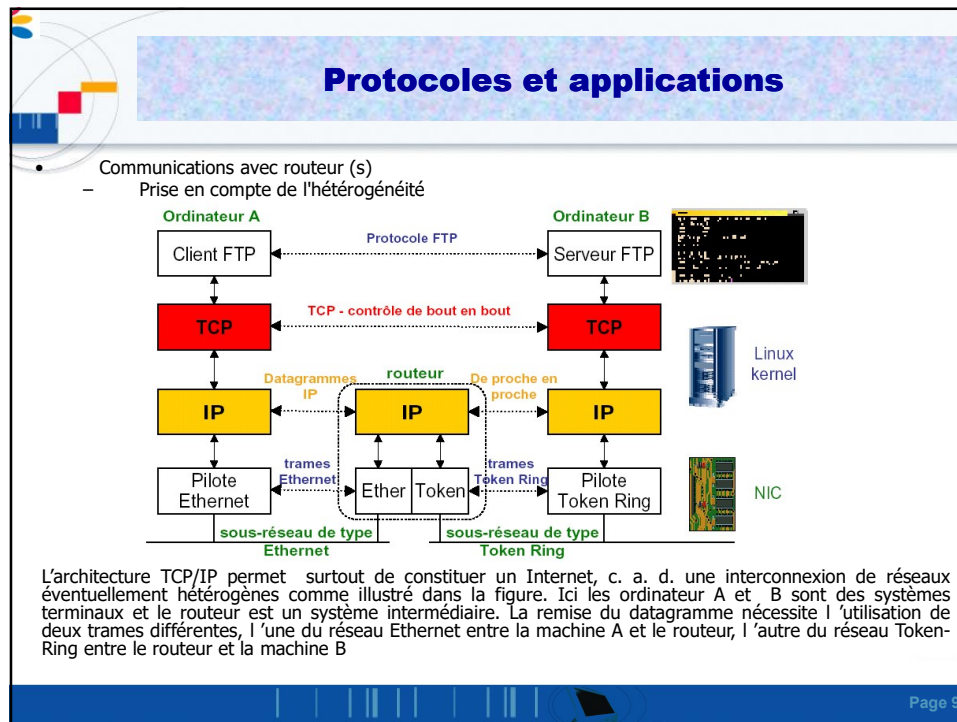 Protocoles et applications
• Communications avec routeur (s)
– Prise en compte de l'hétérogénéité
Ordinateur A
Ordinateur B
Client FTP
Protocole FTP
Serveur FTP
TCP
TCP - contrôle de bout en bout
TCP
Datagrammes
IP
routeur
De proche en
proche
IP
IP
IP
Linux
kernel
trames
Ethernet
trames
Token Ring
Pilote
Ethernet
Ether
Token
Pilote
Token Ring
NIC
sous-réseau de type
Ethernet
sous-réseau de type
Token Ring
L'architecture TCP/IP permet surtout de constituer un Internet, c. a. d. une interconnexion de réseaux
éventuellement hétérogènes comme illustré dans la figure. Ici les ordinateur A et B sont des systèmes
terminaux et le routeur est un système intermédiaire. La remise du datagramme nécessite l 'utilisation de
deux trames différentes, l 'une du réseau Ethernet entre la machine A et le routeur, l 'autre du réseau Token-
Ring entre le routeur et la machine B
Page 9